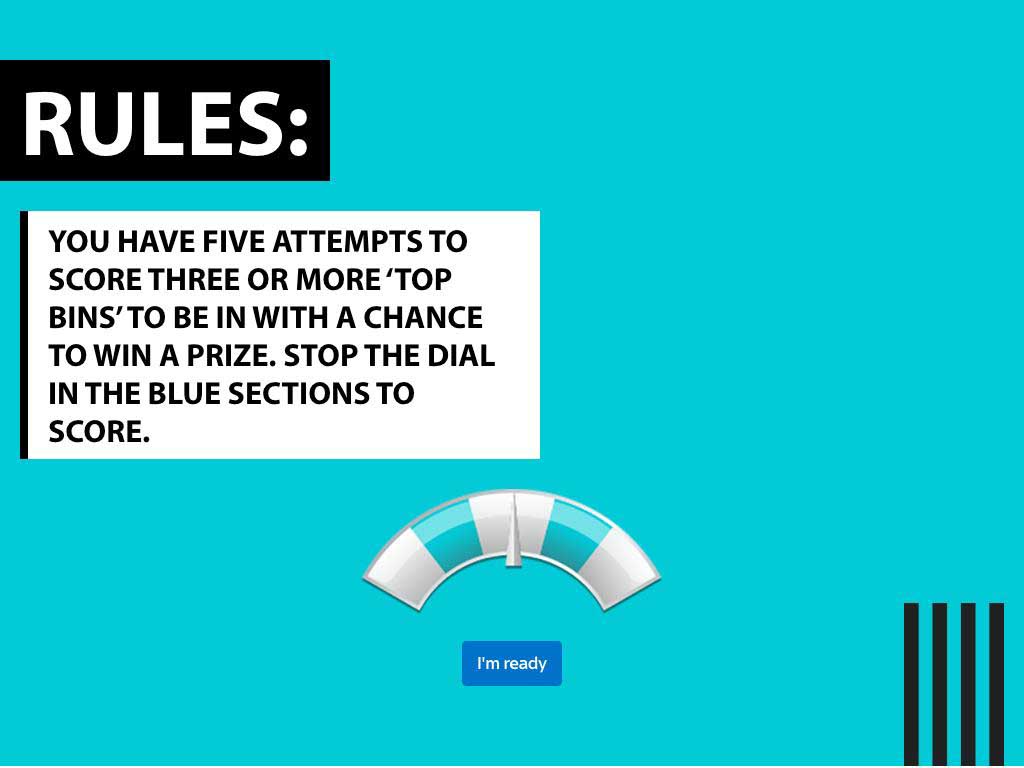 RULES:
YOU HAVE FIVE ATTEMPTS TO
SCORE THREE OR MORE ‘TOP
BINS’ TO BE IN WITH A CHANCE
TO WIN A PRIZE. STOP THE DIAL
IN THE BLUE SECTIONS TO
SCORE.
I'm ready